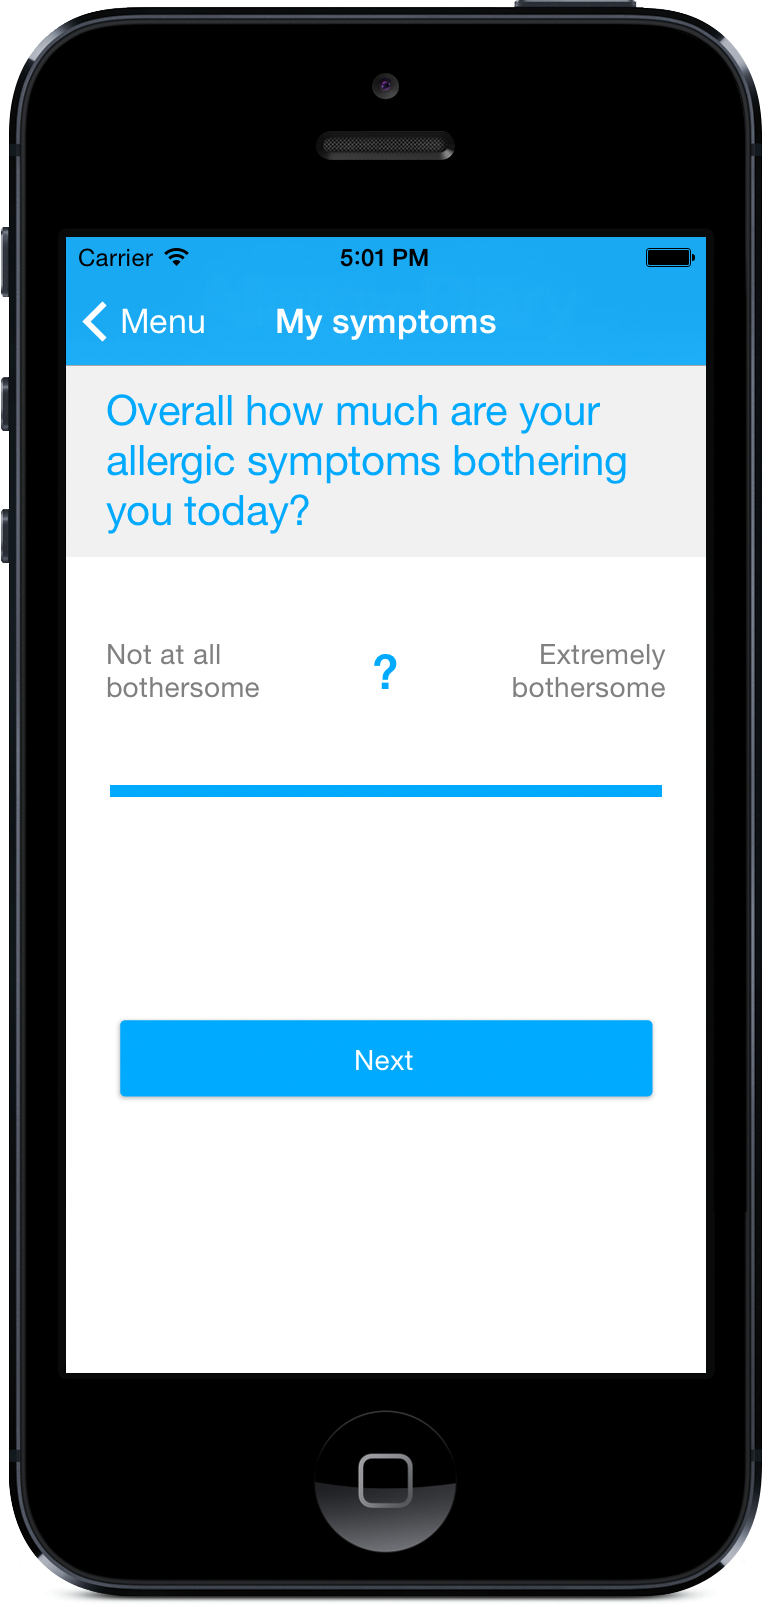 Carrier 5:01 PM
Menu My symptoms
Overall how much are your
allergic symptoms bothering
you today?
Not at all
bothersome
?
Extremely
bothersome
Next